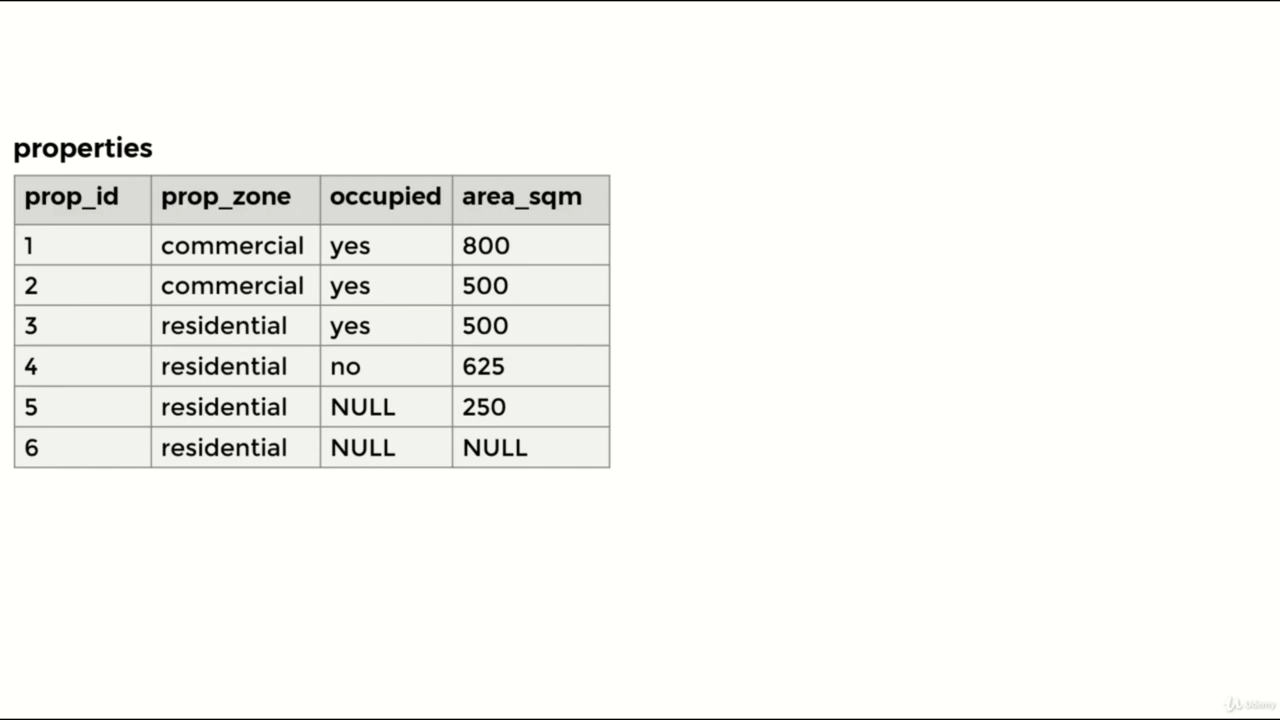 properties
prop_id prop_zone occupied area_sqm
1 commercial yes 800
2 commercial yes 500
3 residential yes 500
4 residential no 625
5 residential NULL 250
6 residential NULL NULL
Udemy